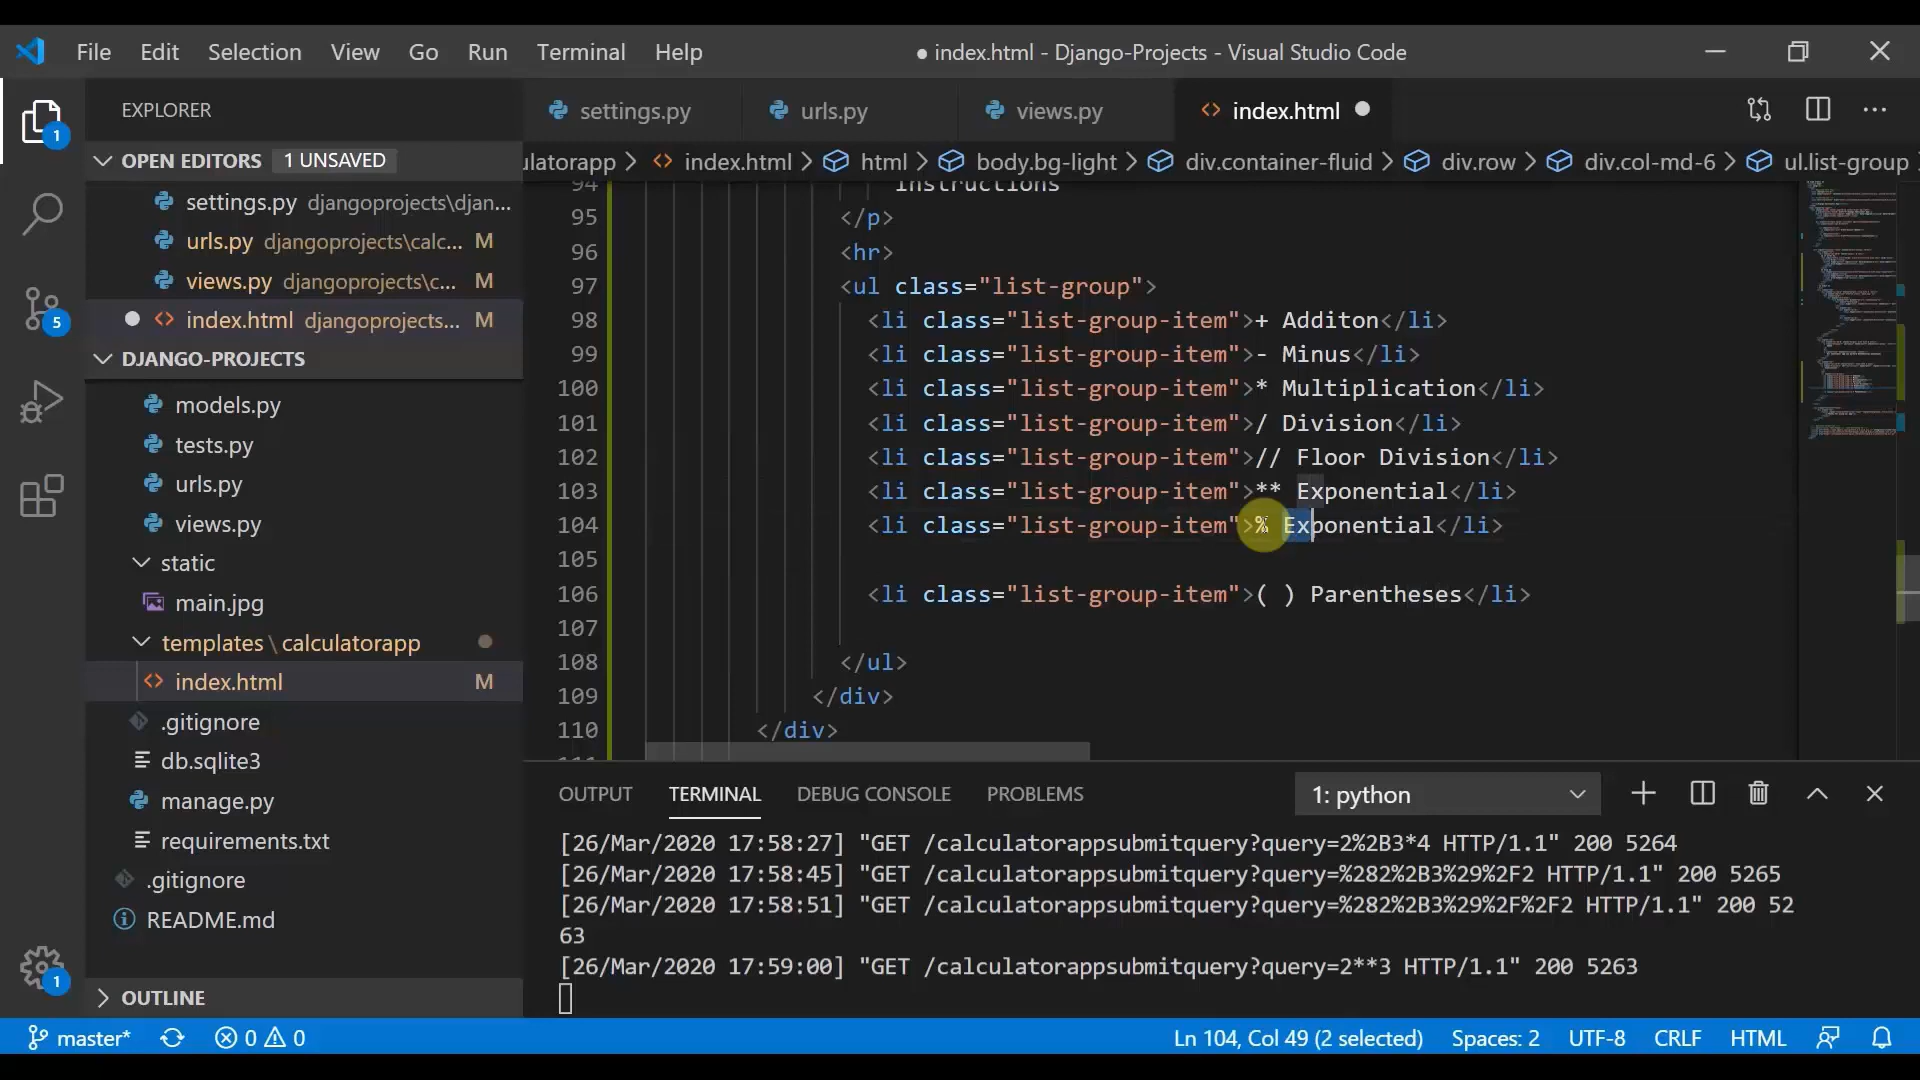 File Edit Selection View Go Run Terminal Help ● index.html - Django-Projects - Visual Studio Code
EXPLORER
settings.py urls.py views.py index.html
OPEN EDITORS 1 UNSAVED
ulatorapp > index.html > html > body.bg-light > div.container-fluid > div.row > div.col-md-6 > ul.list-group
1
settings.py djangoprojects\djan...
urls.py djangoprojects\calc... M
views.py djangoprojects\c... M
index.html djangoprojects... M
5
DJANGO-PROJECTS
models.py
tests.py
urls.py
views.py
static
main.jpg
templates \ calculatorapp
index.html M
.gitignore
db.sqlite3
manage.py
requirements.txt
.gitignore
README.md
1
OUTLINE
94 Instructions
95 </p>
96 <hr>
97 <ul class="list-group">
98 <li class="list-group-item">+ Additon</li>
99 <li class="list-group-item">- Minus</li>
100 <li class="list-group-item">* Multiplication</li>
101 <li class="list-group-item">/ Division</li>
102 <li class="list-group-item">// Floor Division</li>
103 <li class="list-group-item">** Exponential</li>
104 <li class="list-group-item">% Exponential</li>
105
106 <li class="list-group-item">( ) Parentheses</li>
107
108 </ul>
109 </div>
110 </div>
OUTPUT TERMINAL DEBUG CONSOLE PROBLEMS 1: python
[26/Mar/2020 17:58:27] "GET /calculatorappsubmitquery?query=2%2B3*4 HTTP/1.1" 200 5264
[26/Mar/2020 17:58:45] "GET /calculatorappsubmitquery?query=%282%2B3%29%2F2 HTTP/1.1" 200 5265
[26/Mar/2020 17:58:51] "GET /calculatorappsubmitquery?query=%282%2B3%29%2F%2F2 HTTP/1.1" 200 52
63
[26/Mar/2020 17:59:00] "GET /calculatorappsubmitquery?query=2**3 HTTP/1.1" 200 5263
master* 0 0 Ln 104, Col 49 (2 selected) Spaces: 2 UTF-8 CRLF HTML